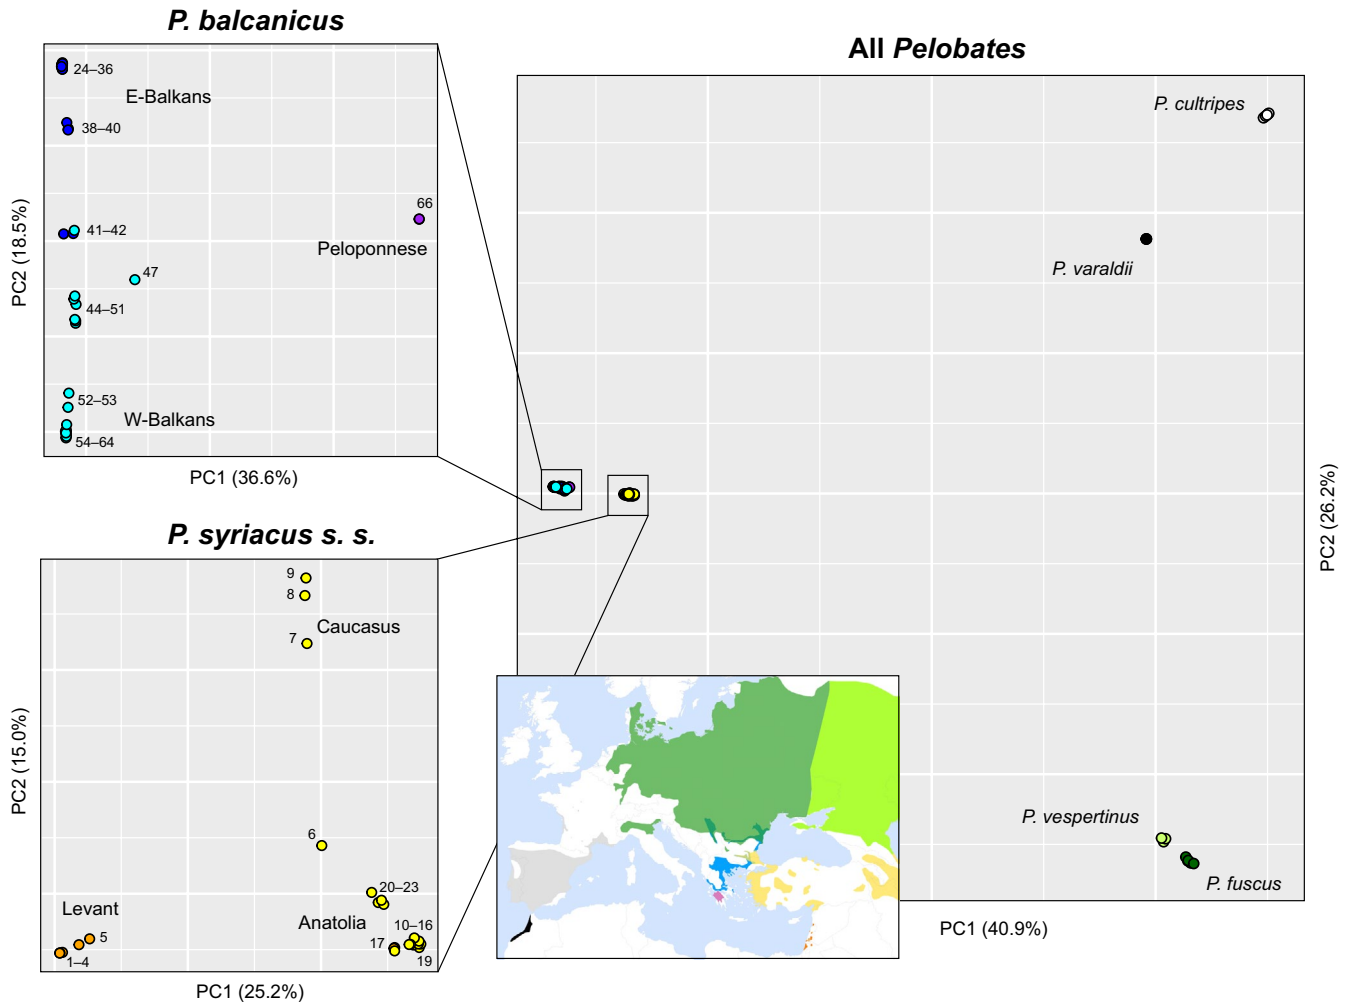 P. balcanicus
24–36
E-Balkans
38–40
66
41–42
Peloponnese
47
44–51
52–53
W-Balkans
54–64
PC2 (18.5%)
PC1 (36.6%)
All Pelobates
P. cultripes
P. varaldii
P. vespertinus
P. fuscus
PC2 (26.2%)
PC1 (40.9%)
P. syriacus s. s.
9
8
Caucasus
7
6
20–23
Levant
Anatolia
10–16
5
17
1–4
19
PC2 (15.0%)
PC1 (25.2%)